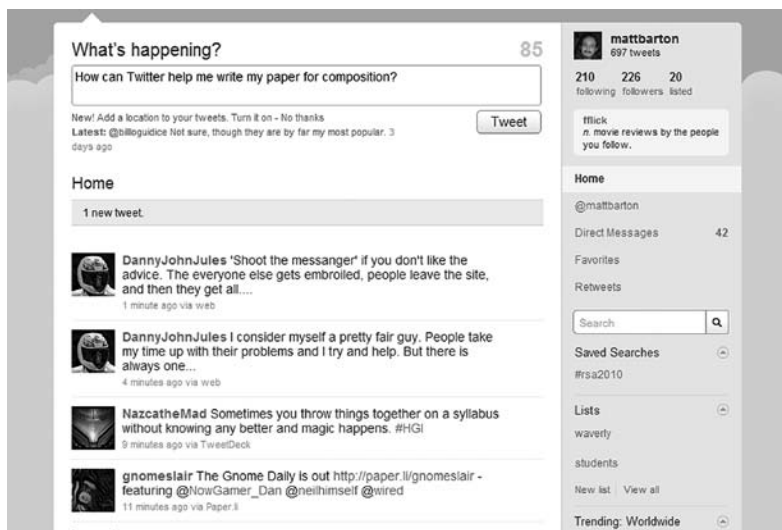 What's happening?
85
How can Twitter help me write my paper for composition?
New! Add a location to your tweets. Turn it on - No thanks
Latest: @billoguidice Not sure, though they are by far my most popular. 3
days ago
Tweet
Home
1 new tweet.
DannyJohnJules 'Shoot the messanger' if you don't like the
advice. The everyone else gets embroiled, people leave the site,
and then they get all....
1 minute ago via web
DannyJohnJules I consider myself a pretty fair guy. People take
my time up with their problems and I try and help. But there is
always one...
4 minutes ago via web
NazcatheMad Sometimes you throw things together on a syllabus
without knowing any better and magic happens. #HGI
9 minutes ago via TweetDeck
gnomeslair The Gnome Daily is out http://paper.li/gnomeslair -
featuring @NowGamer_Dan @neilhimself @wired
11 minutes ago via Paper.li
mattbarton
697 tweets
210 226 20
following followers listed
fflick
n. movie reviews by the people
you follow.
Home
@mattbarton
Direct Messages 42
Favorites
Retweets
Search
Saved Searches
#rsa2010
Lists
waverly
students
New list View all
Trending: Worldwide